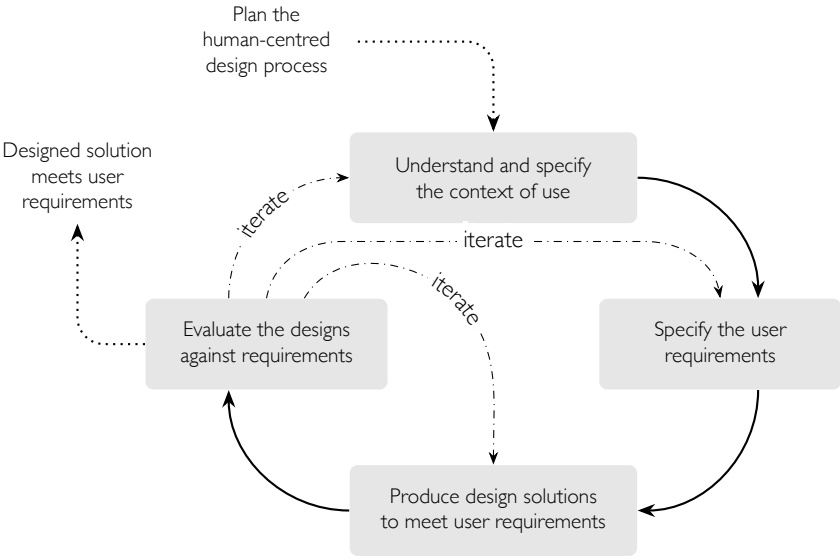 Plan the
human-centred
design process
Designed solution
meets user
requirements
Understand and specify
the context of use
iterate
iterate
iterate
Evaluate the designs
against requirements
Specify the user
requirements
Produce design solutions
to meet user requirements